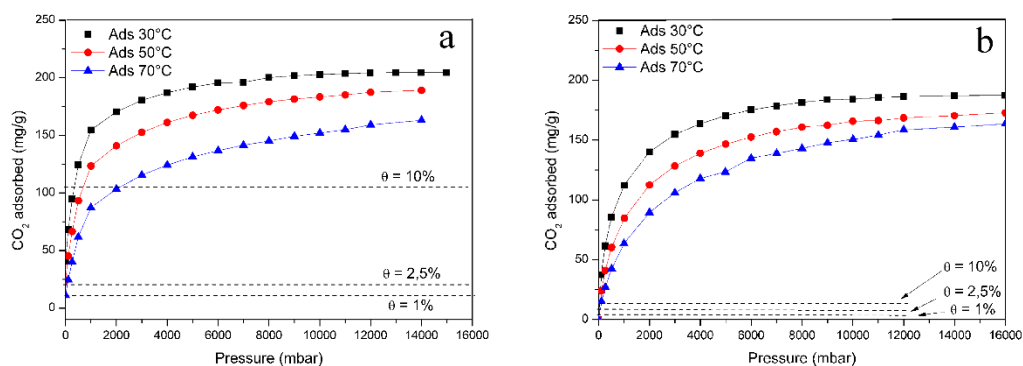 a
Ads 30°C
Ads 50°C
Ads 70°C
CO₂ adsorbed (mg/g)
250
200
150
100
50
0
θ = 10%
θ = 2,5%
θ = 1%
0 2000 4000 6000 8000 10000 12000 14000 16000
Pressure (mbar)
b
Ads 30°C
Ads 50°C
Ads 70°C
CO₂ adsorbed (mg/g)
250
200
150
100
50
0
θ = 10%
θ = 2,5%
θ = 1%
0 2000 4000 6000 8000 10000 12000 14000 16000
Pressure (mbar)